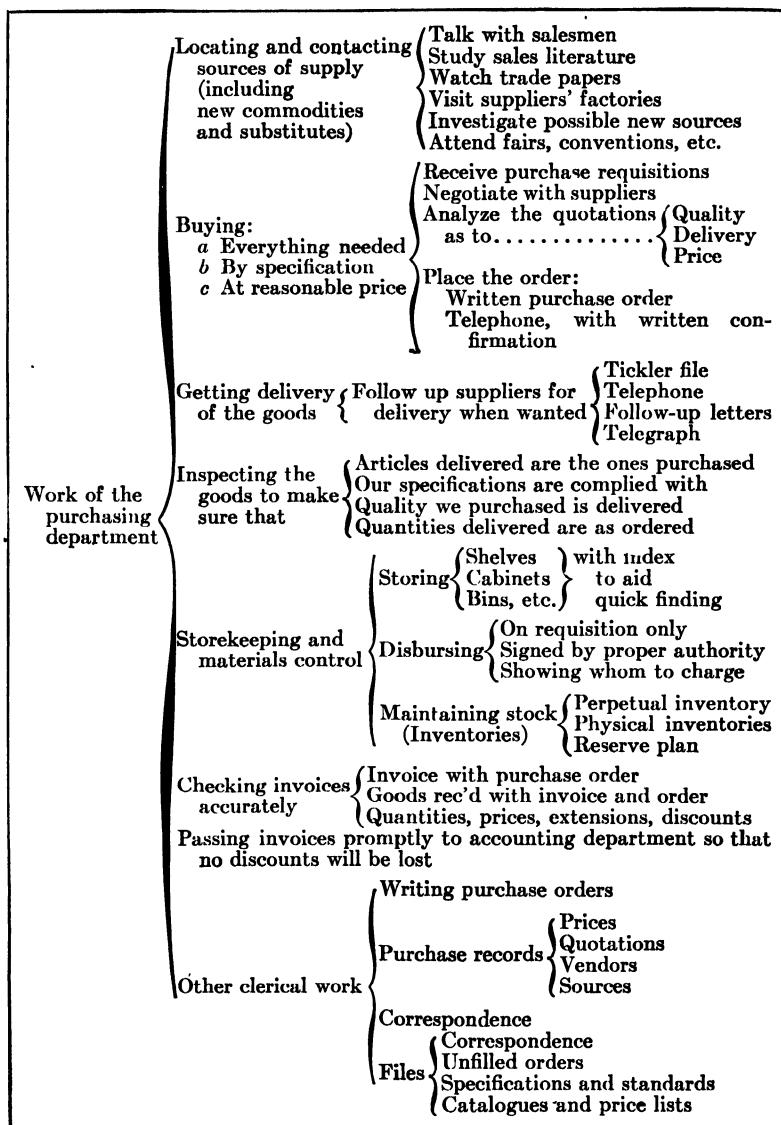 Locating and contacting
sources of supply
(including
new commodities
and substitutes)
Talk with salesmen
Study sales literature
Watch trade papers
Visit suppliers' factories
Investigate possible new sources
Attend fairs, conventions, etc.
Buying:
a Everything needed
b By specification
c At reasonable price
Receive purchase requisitions
Negotiate with suppliers
Analyze the quotations
as to..............
Quality
Delivery
Price
Place the order:
Written purchase order
Telephone, with written con-
firmation
Getting delivery
of the goods
Follow up suppliers for
delivery when wanted
Tickler file
Telephone
Follow-up letters
Telegraph
Work of the
purchasing
department
Inspecting the
goods to make
sure that
Articles delivered are the ones purchased
Our specifications are complied with
Quality we purchased is delivered
Quantities delivered are as ordered
Storekeeping and
materials control
Storing
Shelves
Cabinets
Bins, etc.
with index
to aid
quick finding
Disbursing
On requisition only
Signed by proper authority
Showing whom to charge
Maintaining stock
(Inventories)
Perpetual inventory
Physical inventories
Reserve plan
Checking invoices
accurately
Invoice with purchase order
Goods rec'd with invoice and order
Quantities, prices, extensions, discounts
Passing invoices promptly to accounting department so that
no discounts will be lost
Other clerical work
Writing purchase orders
Purchase records
Prices
Quotations
Vendors
Sources
Correspondence
Files
Correspondence
Unfilled orders
Specifications and standards
Catalogues and price lists